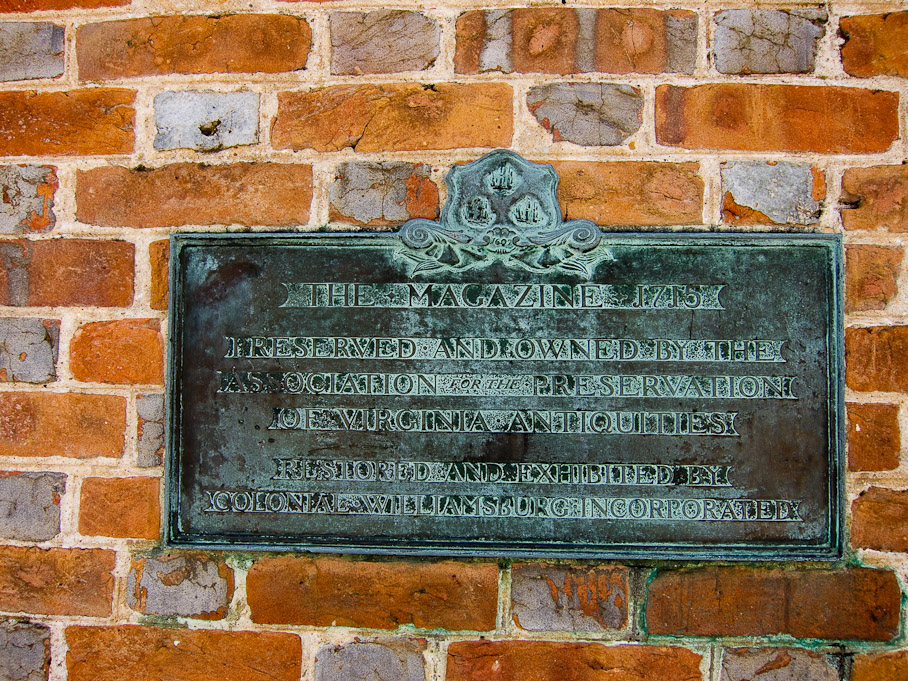 1607
THE MAGAZINE 1715
PRESERVED AND OWNED BY THE
ASSOCIATION FOR THE PRESERVATION
OF VIRGINIA ANTIQUITIES
RESTORED AND EXHIBITED BY
COLONIAL WILLIAMSBURG INCORPORATED